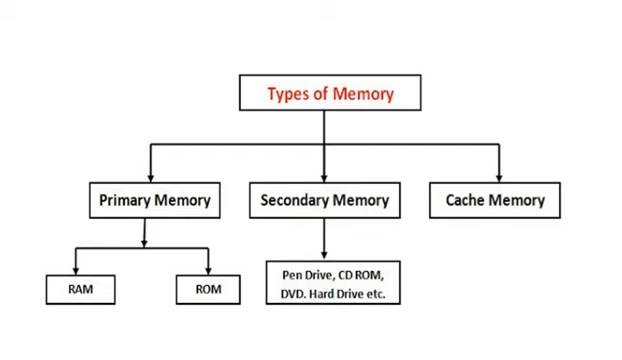 Types of Memory
Primary Memory
Secondary Memory
Cache Memory
RAM
ROM
Pen Drive, CD ROM,
DVD. Hard Drive etc.